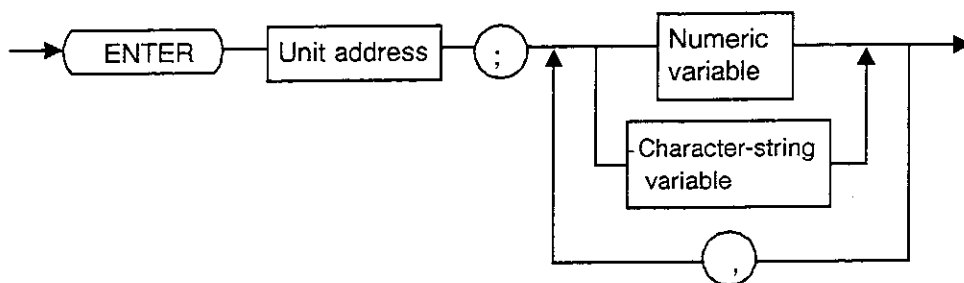 ENTER
Unit address
;
Numeric
variable
Character-string
variable
,